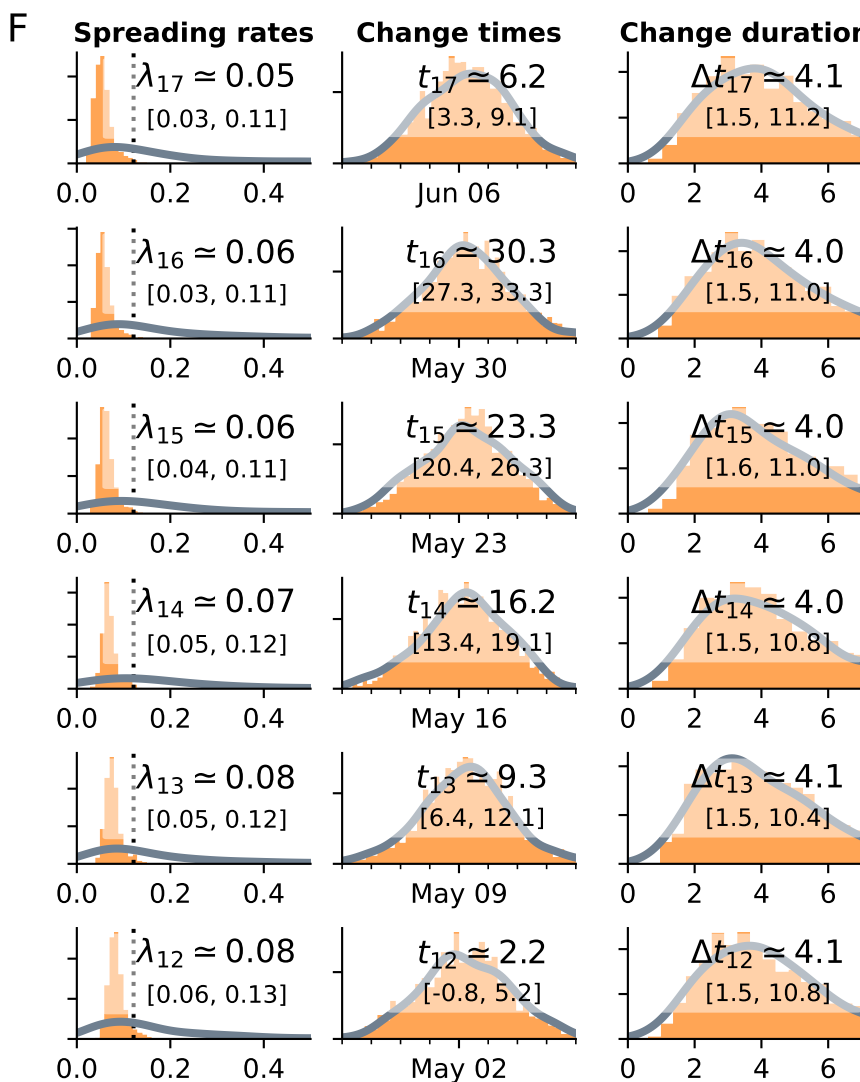 F
Spreading rates Change times Change duration
λ17 ≃ 0.05 t17 ≃ 6.2 Δt17 ≃ 4.1
[0.03, 0.11] [3.3, 9.1] [1.5, 11.2]
0.0 0.2 0.4 Jun 06 0 2 4 6
λ16 ≃ 0.06 t16 ≃ 30.3 Δt16 ≃ 4.0
[0.03, 0.11] [27.3, 33.3] [1.5, 11.0]
0.0 0.2 0.4 May 30 0 2 4 6
λ15 ≃ 0.06 t15 ≃ 23.3 Δt15 ≃ 4.0
[0.04, 0.11] [20.4, 26.3] [1.6, 11.0]
0.0 0.2 0.4 May 23 0 2 4 6
λ14 ≃ 0.07 t14 ≃ 16.2 Δt14 ≃ 4.0
[0.05, 0.12] [13.4, 19.1] [1.5, 10.8]
0.0 0.2 0.4 May 16 0 2 4 6
λ13 ≃ 0.08 t13 ≃ 9.3 Δt13 ≃ 4.1
[0.05, 0.12] [6.4, 12.1] [1.5, 10.4]
0.0 0.2 0.4 May 09 0 2 4 6
λ12 ≃ 0.08 t12 ≃ 2.2 Δt12 ≃ 4.1
[0.06, 0.13] [-0.8, 5.2] [1.5, 10.8]
0.0 0.2 0.4 May 02 0 2 4 6